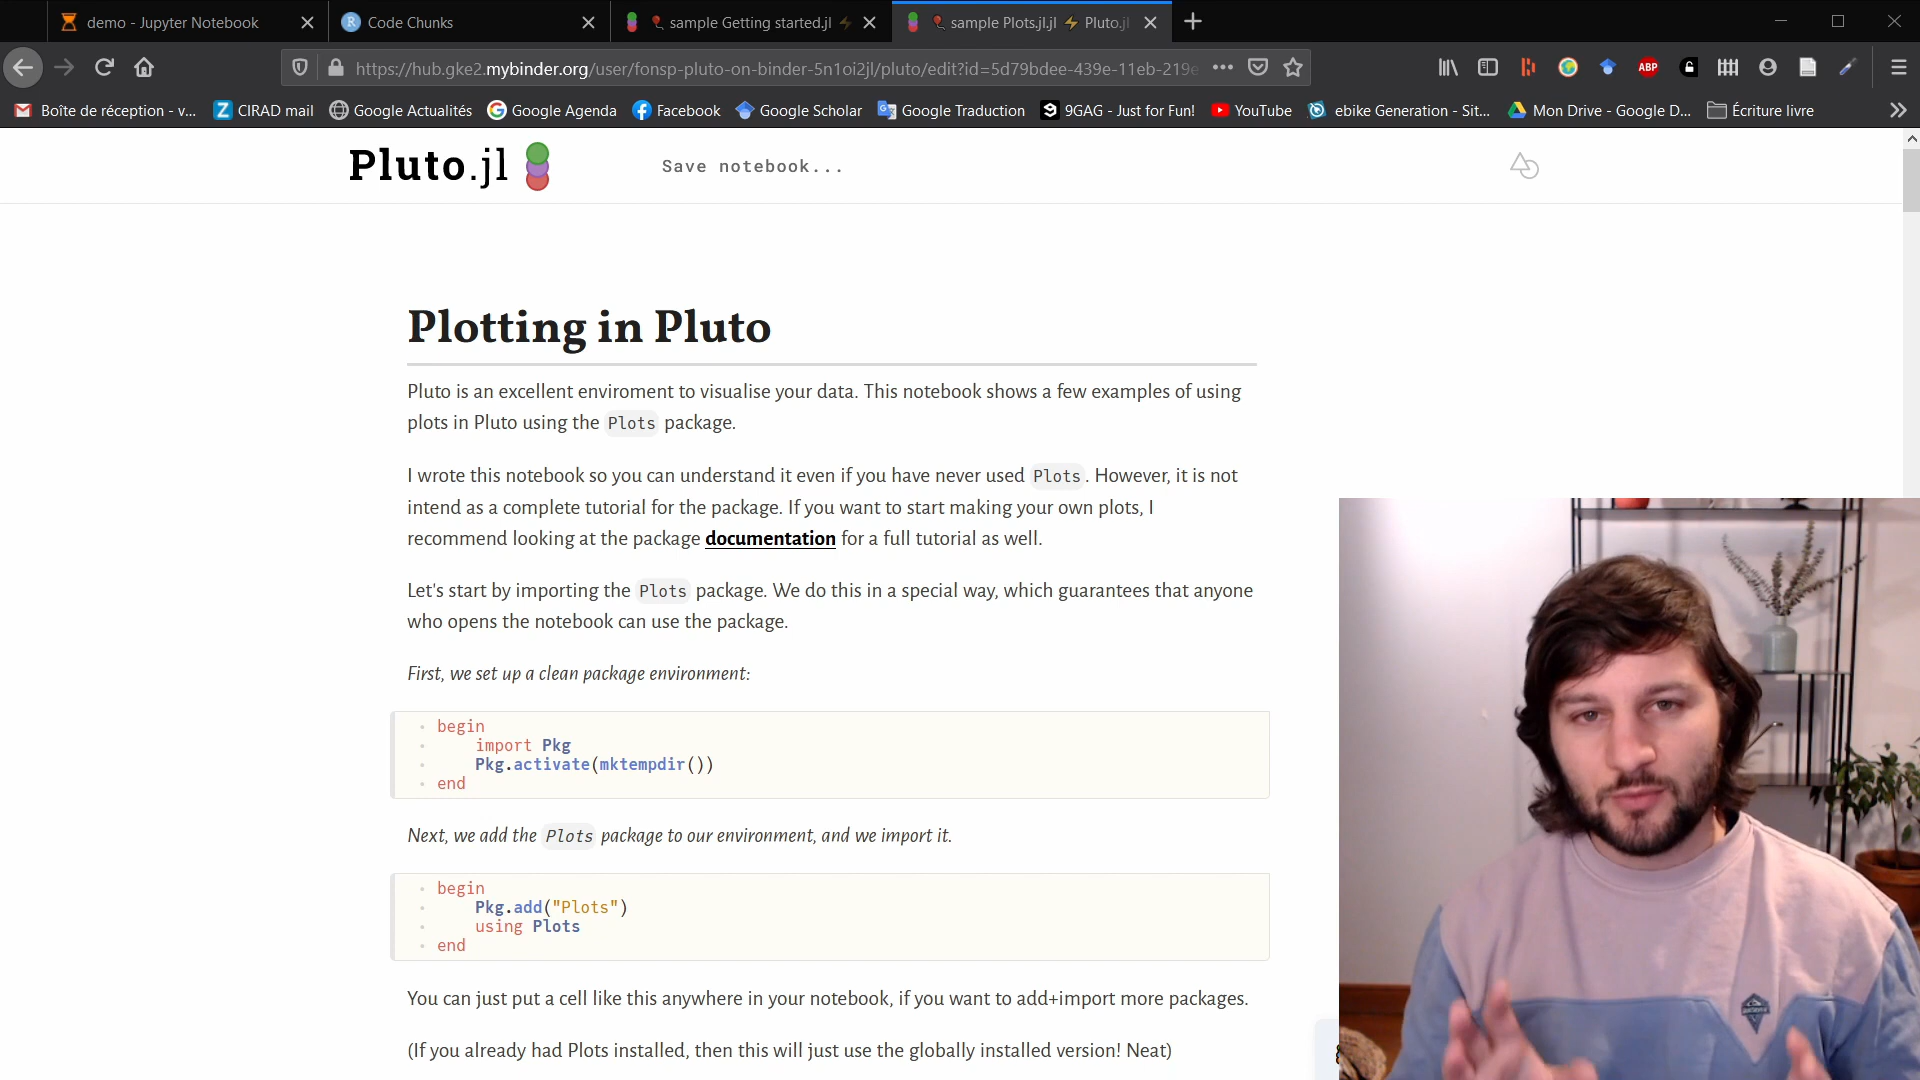 demo - Jupyter Notebook
Code Chunks
sample Getting started.jl
sample Plots.jl.jl ⚡ Pluto.jl
https://hub.gke2.mybinder.org/user/fonsp-pluto-on-binder-5n1oi2jl/pluto/edit?id=5d79bdee-439e-11eb-219e
ABP
Boîte de réception - v...
CIRAD mail
Google Actualités
Google Agenda
Facebook
Google Scholar
Google Traduction
9GAG - Just for Fun!
YouTube
ebike Generation - Sit...
Mon Drive - Google D...
Écriture livre
Pluto.jl
Save notebook...
Plotting in Pluto
Pluto is an excellent enviroment to visualise your data. This notebook shows a few examples of using
plots in Pluto using the Plots package.
I wrote this notebook so you can understand it even if you have never used Plots. However, it is not
intend as a complete tutorial for the package. If you want to start making your own plots, I
recommend looking at the package documentation for a full tutorial as well.
Let's start by importing the Plots package. We do this in a special way, which guarantees that anyone
who opens the notebook can use the package.
First, we set up a clean package environment:
begin
import Pkg
Pkg.activate(mktempdir())
end
Next, we add the Plots package to our environment, and we import it.
begin
Pkg.add("Plots")
using Plots
end
You can just put a cell like this anywhere in your notebook, if you want to add+import more packages.
(If you already had Plots installed, then this will just use the globally installed version! Neat)